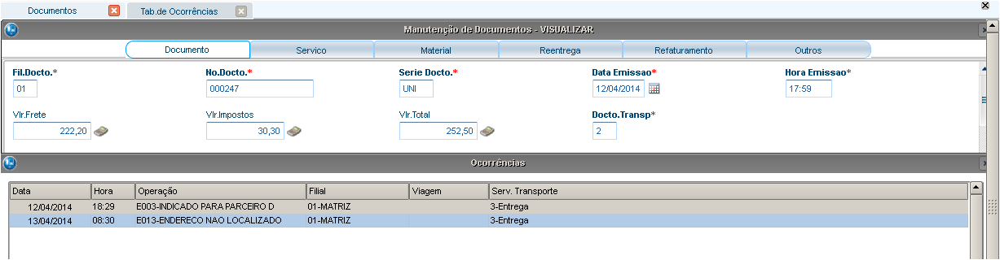 Documentos Tab.de Ocorrências
Manutenção de Documentos - VISUALIZAR
Documento Servico Material Reentrega Refaturamento Outros
Fil.Docto.* No.Docto.* Serie Docto.* Data Emissao* Hora Emissao*
01 000247 UNI 12/04/2014 17:59
Vlr.Frete Vlr.Impostos Vlr.Total Docto.Transp*
222,20 30,30 252,50 2
Ocorrências
Data Hora Operação Filial Viagem Serv. Transporte
12/04/2014 18:29 E003-INDICADO PARA PARCEIRO D 01-MATRIZ 3-Entrega
13/04/2014 08:30 E013-ENDERECO NAO LOCALIZADO 01-MATRIZ 3-Entrega